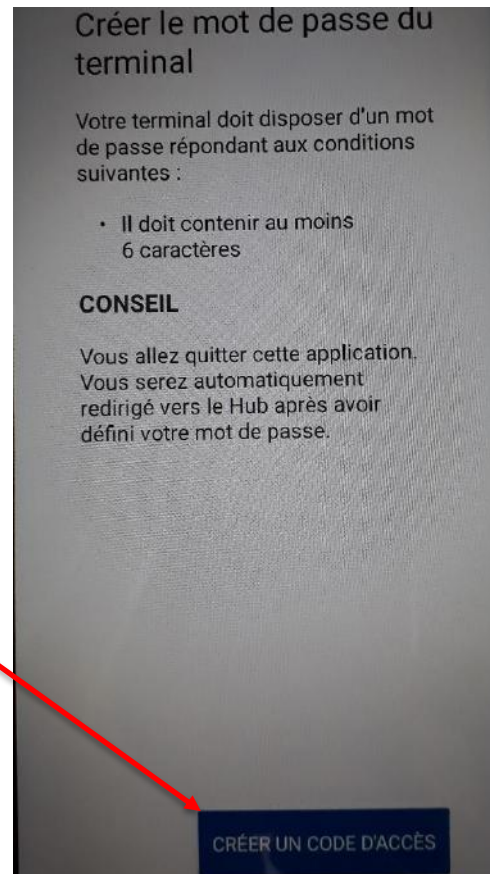 Créer le mot de passe du
terminal
Votre terminal doit disposer d'un mot
de passe répondant aux conditions
suivantes :
• Il doit contenir au moins
6 caractères
CONSEIL
Vous allez quitter cette application.
Vous serez automatiquement
redirigé vers le Hub après avoir
défini votre mot de passe.
CRÉER UN CODE D'ACCÈS